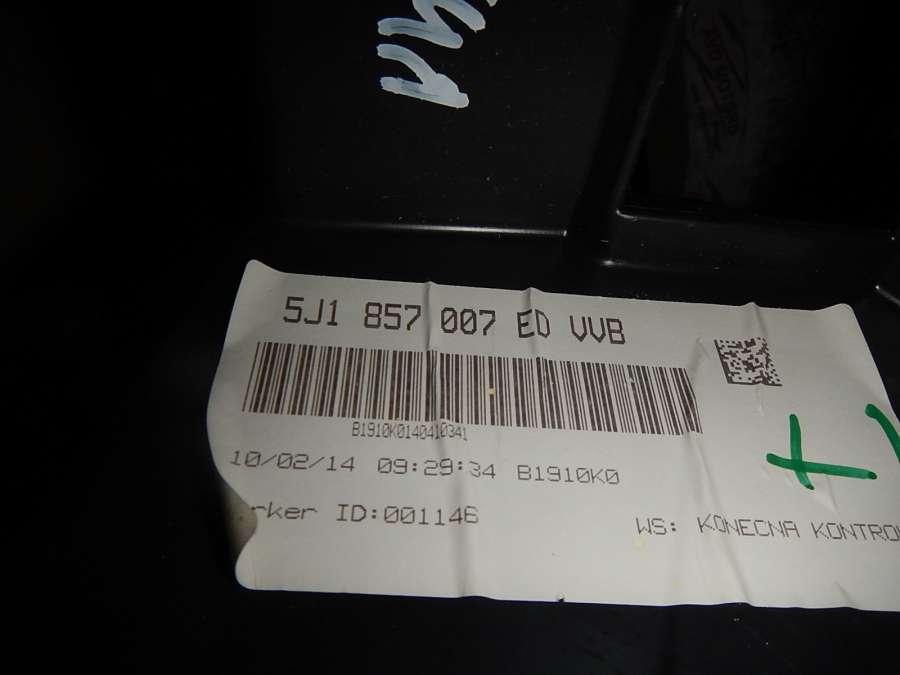 5J1 857 007 ED VVB
B1910K0140410341
10/02/14 09:29:34 B1910K0
rker ID:001146
WS: KONECNA KONTRO